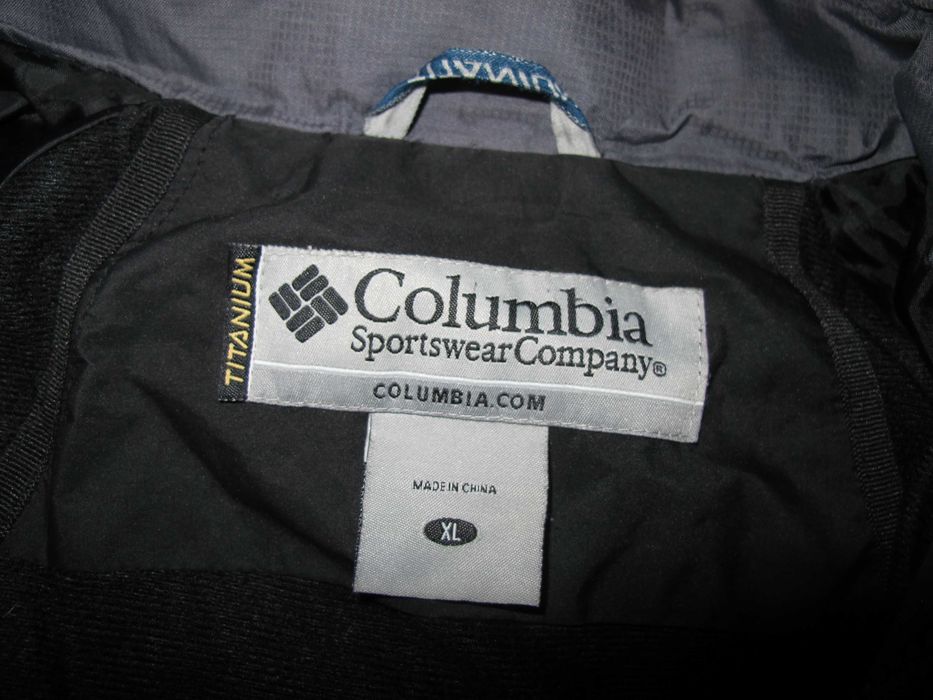 TITANIUM
Columbia
Sportswear Company®
COLUMBIA.COM
MADE IN CHINA
XL